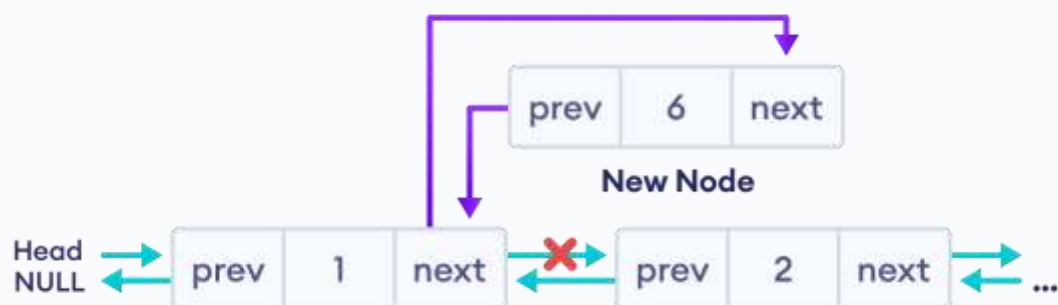 prev 6 next
New Node
Head
NULL
prev 1 next
prev 2 next
...